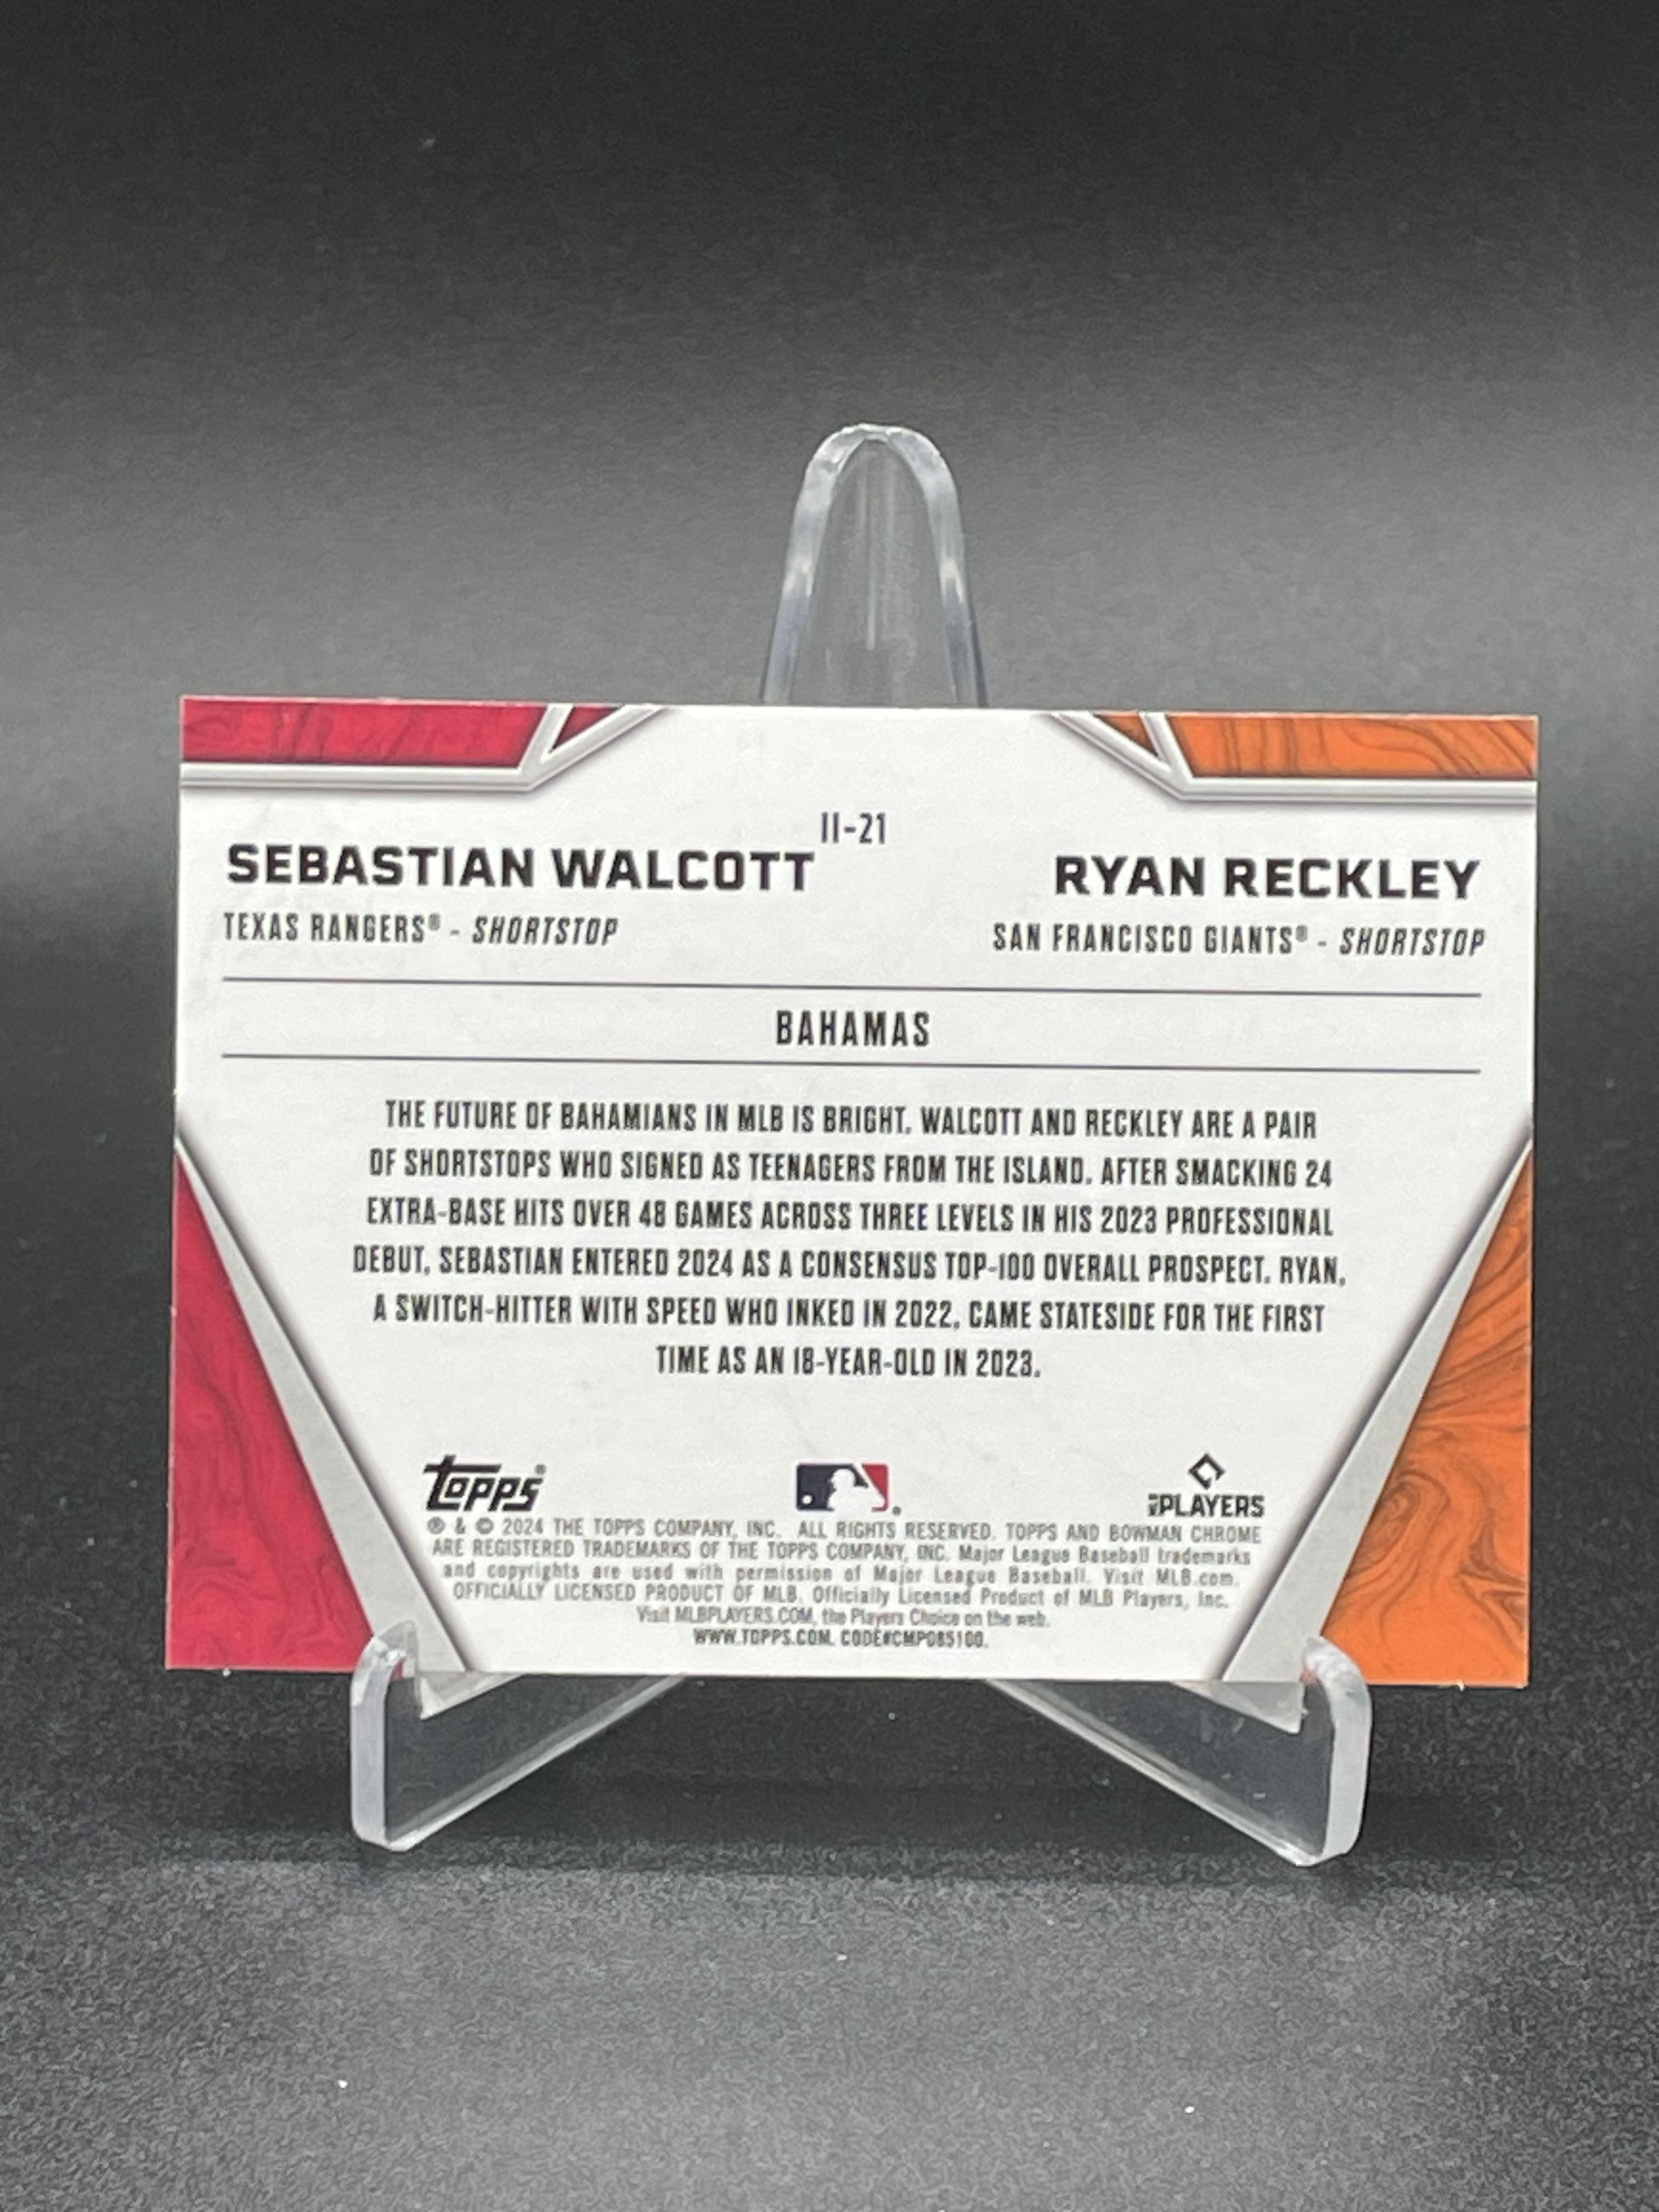 II-21
SEBASTIAN WALCOTT
TEXAS RANGERS® - SHORTSTOP
RYAN RECKLEY
SAN FRANCISCO GIANTS® - SHORTSTOP
BAHAMAS
THE FUTURE OF BAHAMIANS IN MLB IS BRIGHT. WALCOTT AND RECKLEY ARE A PAIR
OF SHORTSTOPS WHO SIGNED AS TEENAGERS FROM THE ISLAND. AFTER SMACKING 24
EXTRA-BASE HITS OVER 48 GAMES ACROSS THREE LEVELS IN HIS 2023 PROFESSIONAL
DEBUT, SEBASTIAN ENTERED 2024 AS A CONSENSUS TOP-100 OVERALL PROSPECT. RYAN,
A SWITCH-HITTER WITH SPEED WHO INKED IN 2022, CAME STATESIDE FOR THE FIRST
TIME AS AN 18-YEAR-OLD IN 2023.
topps®
PLAYERS
® & © 2024 THE TOPPS COMPANY, INC. ALL RIGHTS RESERVED. TOPPS AND BOWMAN CHROME
ARE REGISTERED TRADEMARKS OF THE TOPPS COMPANY, INC. Major League Baseball trademarks
and copyrights are used with permission of Major League Baseball. Visit MLB.com.
OFFICIALLY LICENSED PRODUCT OF MLB. Officially Licensed Product of MLB Players, Inc.
Visit MLBPLAYERS.COM, the Players Choice on the web.
WWW.TOPPS.COM. CODE#CMP085100.